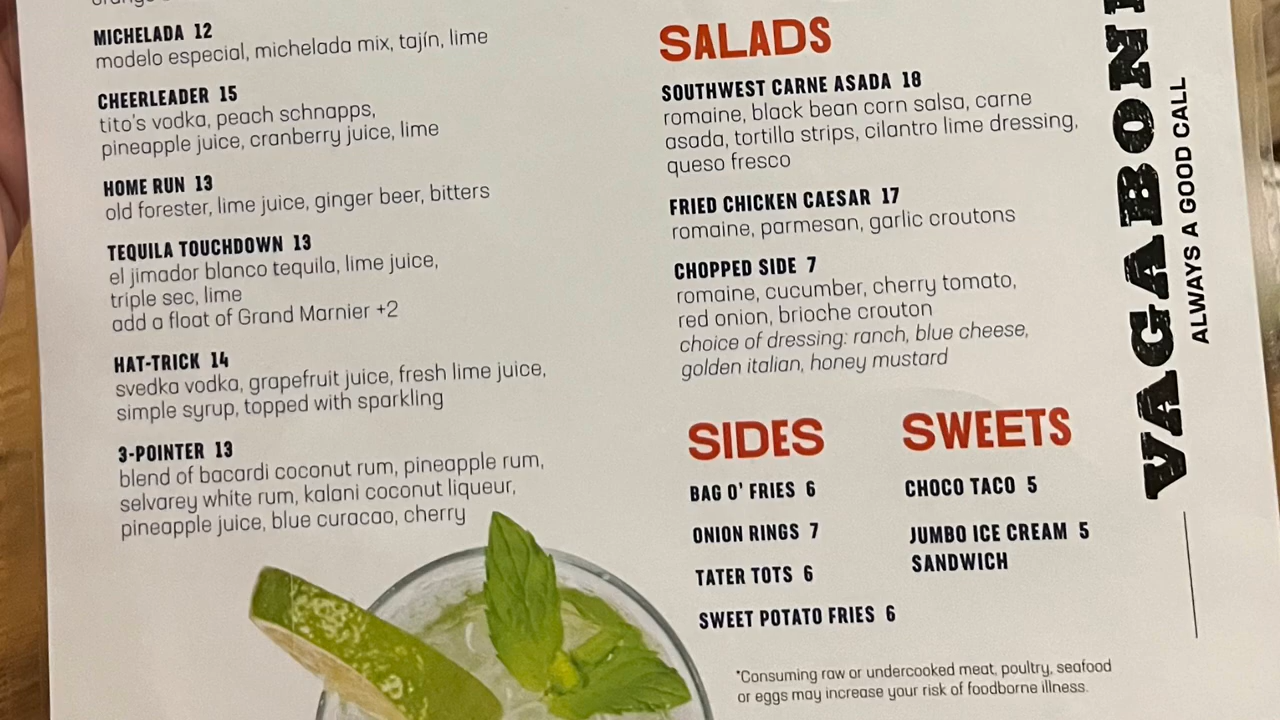 MICHELADA 12
modelo especial, michelada mix, tajín, lime
CHEERLEADER 15
tito's vodka, peach schnapps,
pineapple juice, cranberry juice, lime
HOME RUN 13
old forester, lime juice, ginger beer, bitters
TEQUILA TOUCHDOWN 13
el jimador blanco tequila, lime juice,
triple sec, lime
add a float of Grand Marnier +2
HAT-TRICK 14
svedka vodka, grapefruit juice, fresh lime juice,
simple syrup, topped with sparkling
3-POINTER 13
blend of bacardi coconut rum, pineapple rum,
selvarey white rum, kalani coconut liqueur,
pineapple juice, blue curacao, cherry
SALADS
SOUTHWEST CARNE ASADA 18
romaine, black bean corn salsa, carne
asada, tortilla strips, cilantro lime dressing,
queso fresco
FRIED CHICKEN CAESAR 17
romaine, parmesan, garlic croutons
CHOPPED SIDE 7
romaine, cucumber, cherry tomato,
red onion, brioche crouton
choice of dressing: ranch, blue cheese,
golden italian, honey mustard
SIDES
BAG O' FRIES 6
ONION RINGS 7
TATER TOTS 6
SWEET POTATO FRIES 6
SWEETS
CHOCO TACO 5
JUMBO ICE CREAM 5
SANDWICH
*Consuming raw or undercooked meat, poultry, seafood
or eggs may increase your risk of foodborne illness.
VAGABON
ALWAYS A GOOD CALL